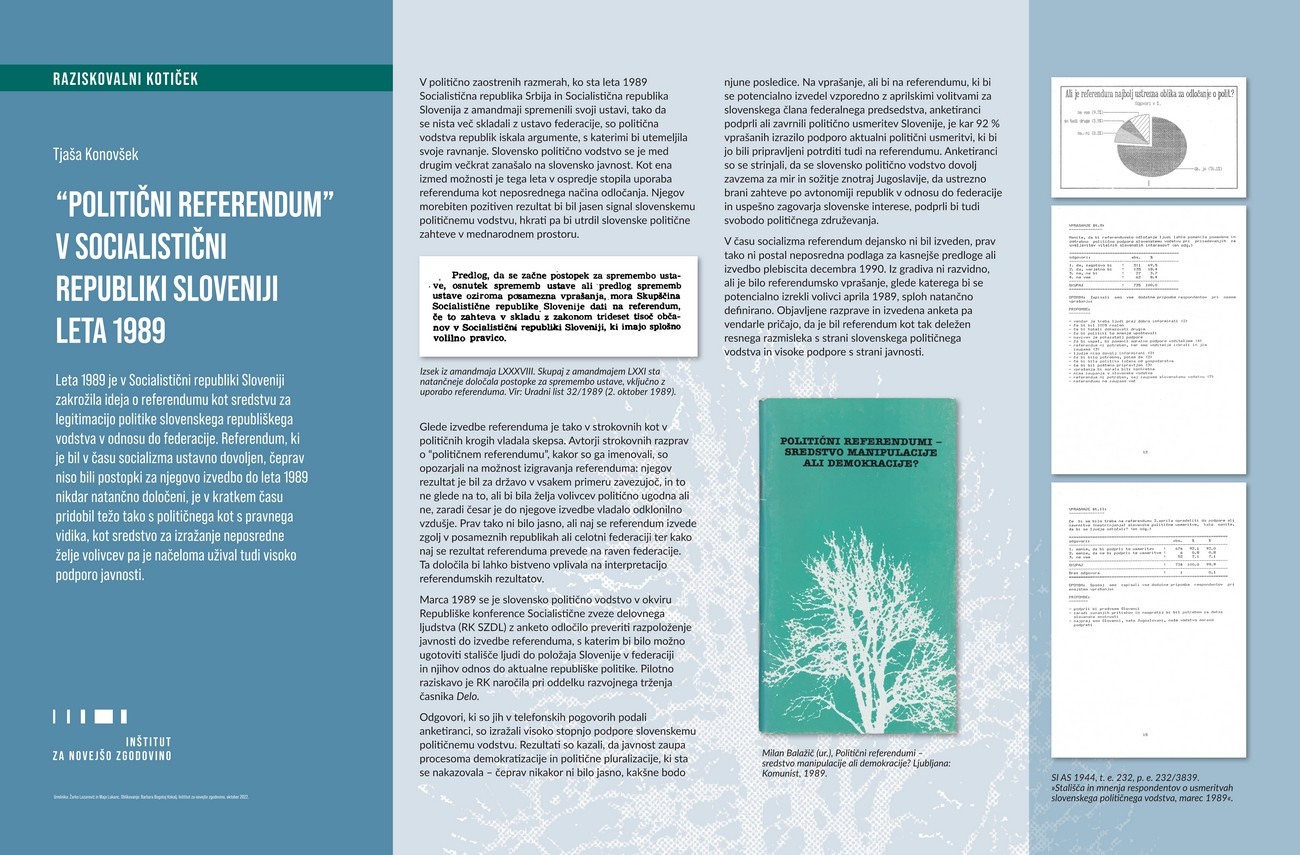 RAZISKOVALNI KOTIČEK
Tjaša Konovšek
“POLITIČNI REFERENDUM”
V SOCIALISTIČNI
REPUBLIKI SLOVENIJI
LETA 1989
Leta 1989 je v Socialistični republiki Sloveniji
zakrožila ideja o referendumu kot sredstvu za
legitimacijo politike slovenskega republiškega
vodstva v odnosu do federacije. Referendum, ki
je bil v času socializma ustavno dovoljen, čeprav
niso bili postopki za njegovo izvedbo do leta 1989
nikdar natančno določeni, je v kratkem času
pridobil težo tako s političnega kot s pravnega
vidika, kot sredstvo za izražanje neposredne
želje volivcev pa je načeloma užival tudi visoko
podporo javnosti.
INŠTITUT
ZA NOVEJŠO ZGODOVINO
V politično zaostrenih razmerah, ko sta leta 1989
Socialistična republika Srbija in Socialistična republika
Slovenija z amandmaji spremenili svoji ustavi, tako da
se nista več skladali z ustavo federacije, so politična
vodstva republik iskala argumente, s katerimi bi utemeljila
svoje ravnanje. Slovensko politično vodstvo se je med
drugim večkrat zanašalo na slovensko javnost. Kot ena
izmed možnosti je tega leta v ospredje stopila uporaba
referenduma kot neposrednega načina odločanja. Njegov
morebiten pozitiven rezultat bi bil jasen signal slovenskemu
političnemu vodstvu, hkrati pa bi utrdil slovenske politične
zahteve v mednarodnem prostoru.
Predlog, da se začne postopek za spremembo usta-
ve, osnutek sprememb ustave ali predlog sprememb
ustave oziroma posamezna vprašanja, mora Skupščina
Socialistične republike Slovenije dati na referendum,
če to zahteva v skladu z zakonom trideset tisoč obča-
nov v Socialistični republiki Sloveniji, ki imajo splošno
volilno pravico.
Izsek iz amandmaja LXXXVIII. Skupaj z amandmajem LXXI sta
natančneje določala postopke za spremembo ustave, vključno z
uporabo referenduma. Vir: Uradni list 32/1989 (2. oktober 1989).
Glede izvedbe referenduma je tako v strokovnih kot v
političnih krogih vladala skepsa. Avtorji strokovnih razprav
o “političnem referendumu”, kakor so ga imenovali, so
opozarjali na možnost izigravanja referenduma: njegov
rezultat je bil za državo v vsakem primeru zavezujoč, in to
ne glede na to, ali bi bila želja volivcev politično ugodna ali
ne, zaradi česar je do njegove izvedbe vladalo odklonilno
vzdušje. Prav tako ni bilo jasno, ali naj se referendum izvede
zgolj v posameznih republikah ali celotni federaciji ter kako
naj se rezultat referenduma prevede na raven federacije.
Ta določila bi lahko bistveno vplivala na interpretacijo
referendumskih rezultatov.
Marca 1989 se je slovensko politično vodstvo v okviru
Republiške konference Socialistične zveze delovnega
ljudstva (RK SZDL) z anketo odločilo preveriti razpoloženje
javnosti do izvedbe referenduma, s katerim bi bilo možno
ugotoviti stališče ljudi do položaja Slovenije v federaciji
in njihov odnos do aktualne republiške politike. Pilotno
raziskavo je RK naročila pri oddelku razvojnega trženja
časnika Delo.
Odgovori, ki so jih v telefonskih pogovorih podali
anketiranci, so izražali visoko stopnjo podpore slovenskemu
političnemu vodstvu. Rezultati so kazali, da javnost zaupa
procesoma demokratizacije in politične pluralizacije, ki sta
se nakazovala – čeprav nikakor ni bilo jasno, kakšne bodo
njune posledice. Na vprašanje, ali bi na referendumu, ki bi
se potencialno izvedel vzporedno z aprilskimi volitvami za
slovenskega člana federalnega predsedstva, anketiranci
podprli ali zavrnili politično usmeritev Slovenije, je kar 92 %
vprašanih izrazilo podporo aktualni politični usmeritvi, ki bi
jo bili pripravljeni potrditi tudi na referendumu. Anketiranci
so se strinjali, da se slovensko politično vodstvo dovolj
zavzema za mir in sožitje znotraj Jugoslavije, da ustrezno
brani zahteve po avtonomiji republik v odnosu do federacije
in uspešno zagovarja slovenske interese, podprli bi tudi
svobodo političnega združevanja.
V času socializma referendum dejansko ni bil izveden, prav
tako ni postal neposredna podlaga za kasnejše predloge ali
izvedbo plebiscita decembra 1990. Iz gradiva ni razvidno,
ali je bilo referendumsko vprašanje, glede katerega bi se
potencialno izrekli volivci aprila 1989, sploh natančno
definirano. Objavljene razprave in izvedena anketa pa
vendarle pričajo, da je bil referendum kot tak deležen
resnega razmisleka s strani slovenskega političnega
vodstva in visoke podpore s strani javnosti.
POLITIČNI REFERENDUMI –
SREDSTVO MANIPULACIJE
ALI DEMOKRACIJE?
Milan Balažič (ur.), Politični referendumi –
sredstvo manipulacije ali demokracije? Ljubljana:
Komunist, 1989.
Ali je referendum najbolj ustrezna oblika za odločanje o polit?
SI AS 1944, t. e. 232, p. e. 232/3839.
»Stališča in mnenja respondentov o usmeritvah
slovenskega političnega vodstva, marec 1989«.